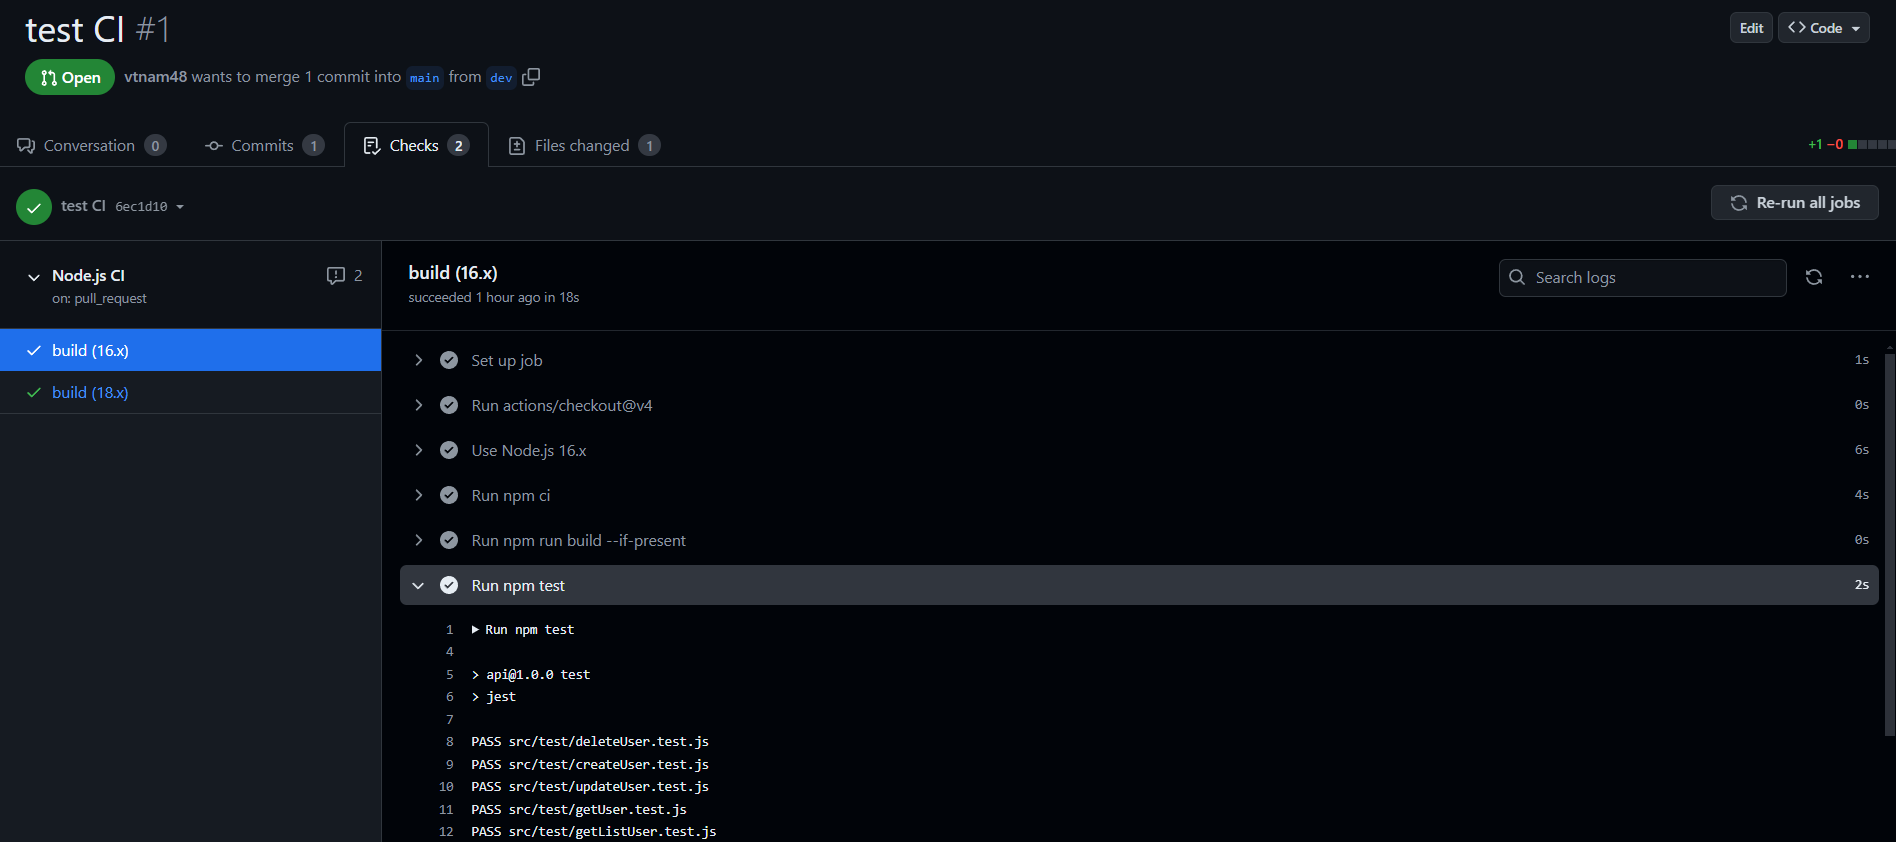 test CI #1
Edit
Code
Open
vtnam48 wants to merge 1 commit into main from dev
Conversation 0
Commits 1
Checks 2
Files changed 1
+1 −0
test CI 6ec1d10
Re-run all jobs
Node.js CI
2
on: pull_request
build (16.x)
build (18.x)
build (16.x)
succeeded 1 hour ago in 18s
Search logs
Set up job 1s
Run actions/checkout@v4 0s
Use Node.js 16.x 6s
Run npm ci 4s
Run npm run build --if-present 0s
Run npm test 2s
1 Run npm test
4
5 > api@1.0.0 test
6 > jest
7
8 PASS src/test/deleteUser.test.js
9 PASS src/test/createUser.test.js
10 PASS src/test/updateUser.test.js
11 PASS src/test/getUser.test.js
12 PASS src/test/getListUser.test.js